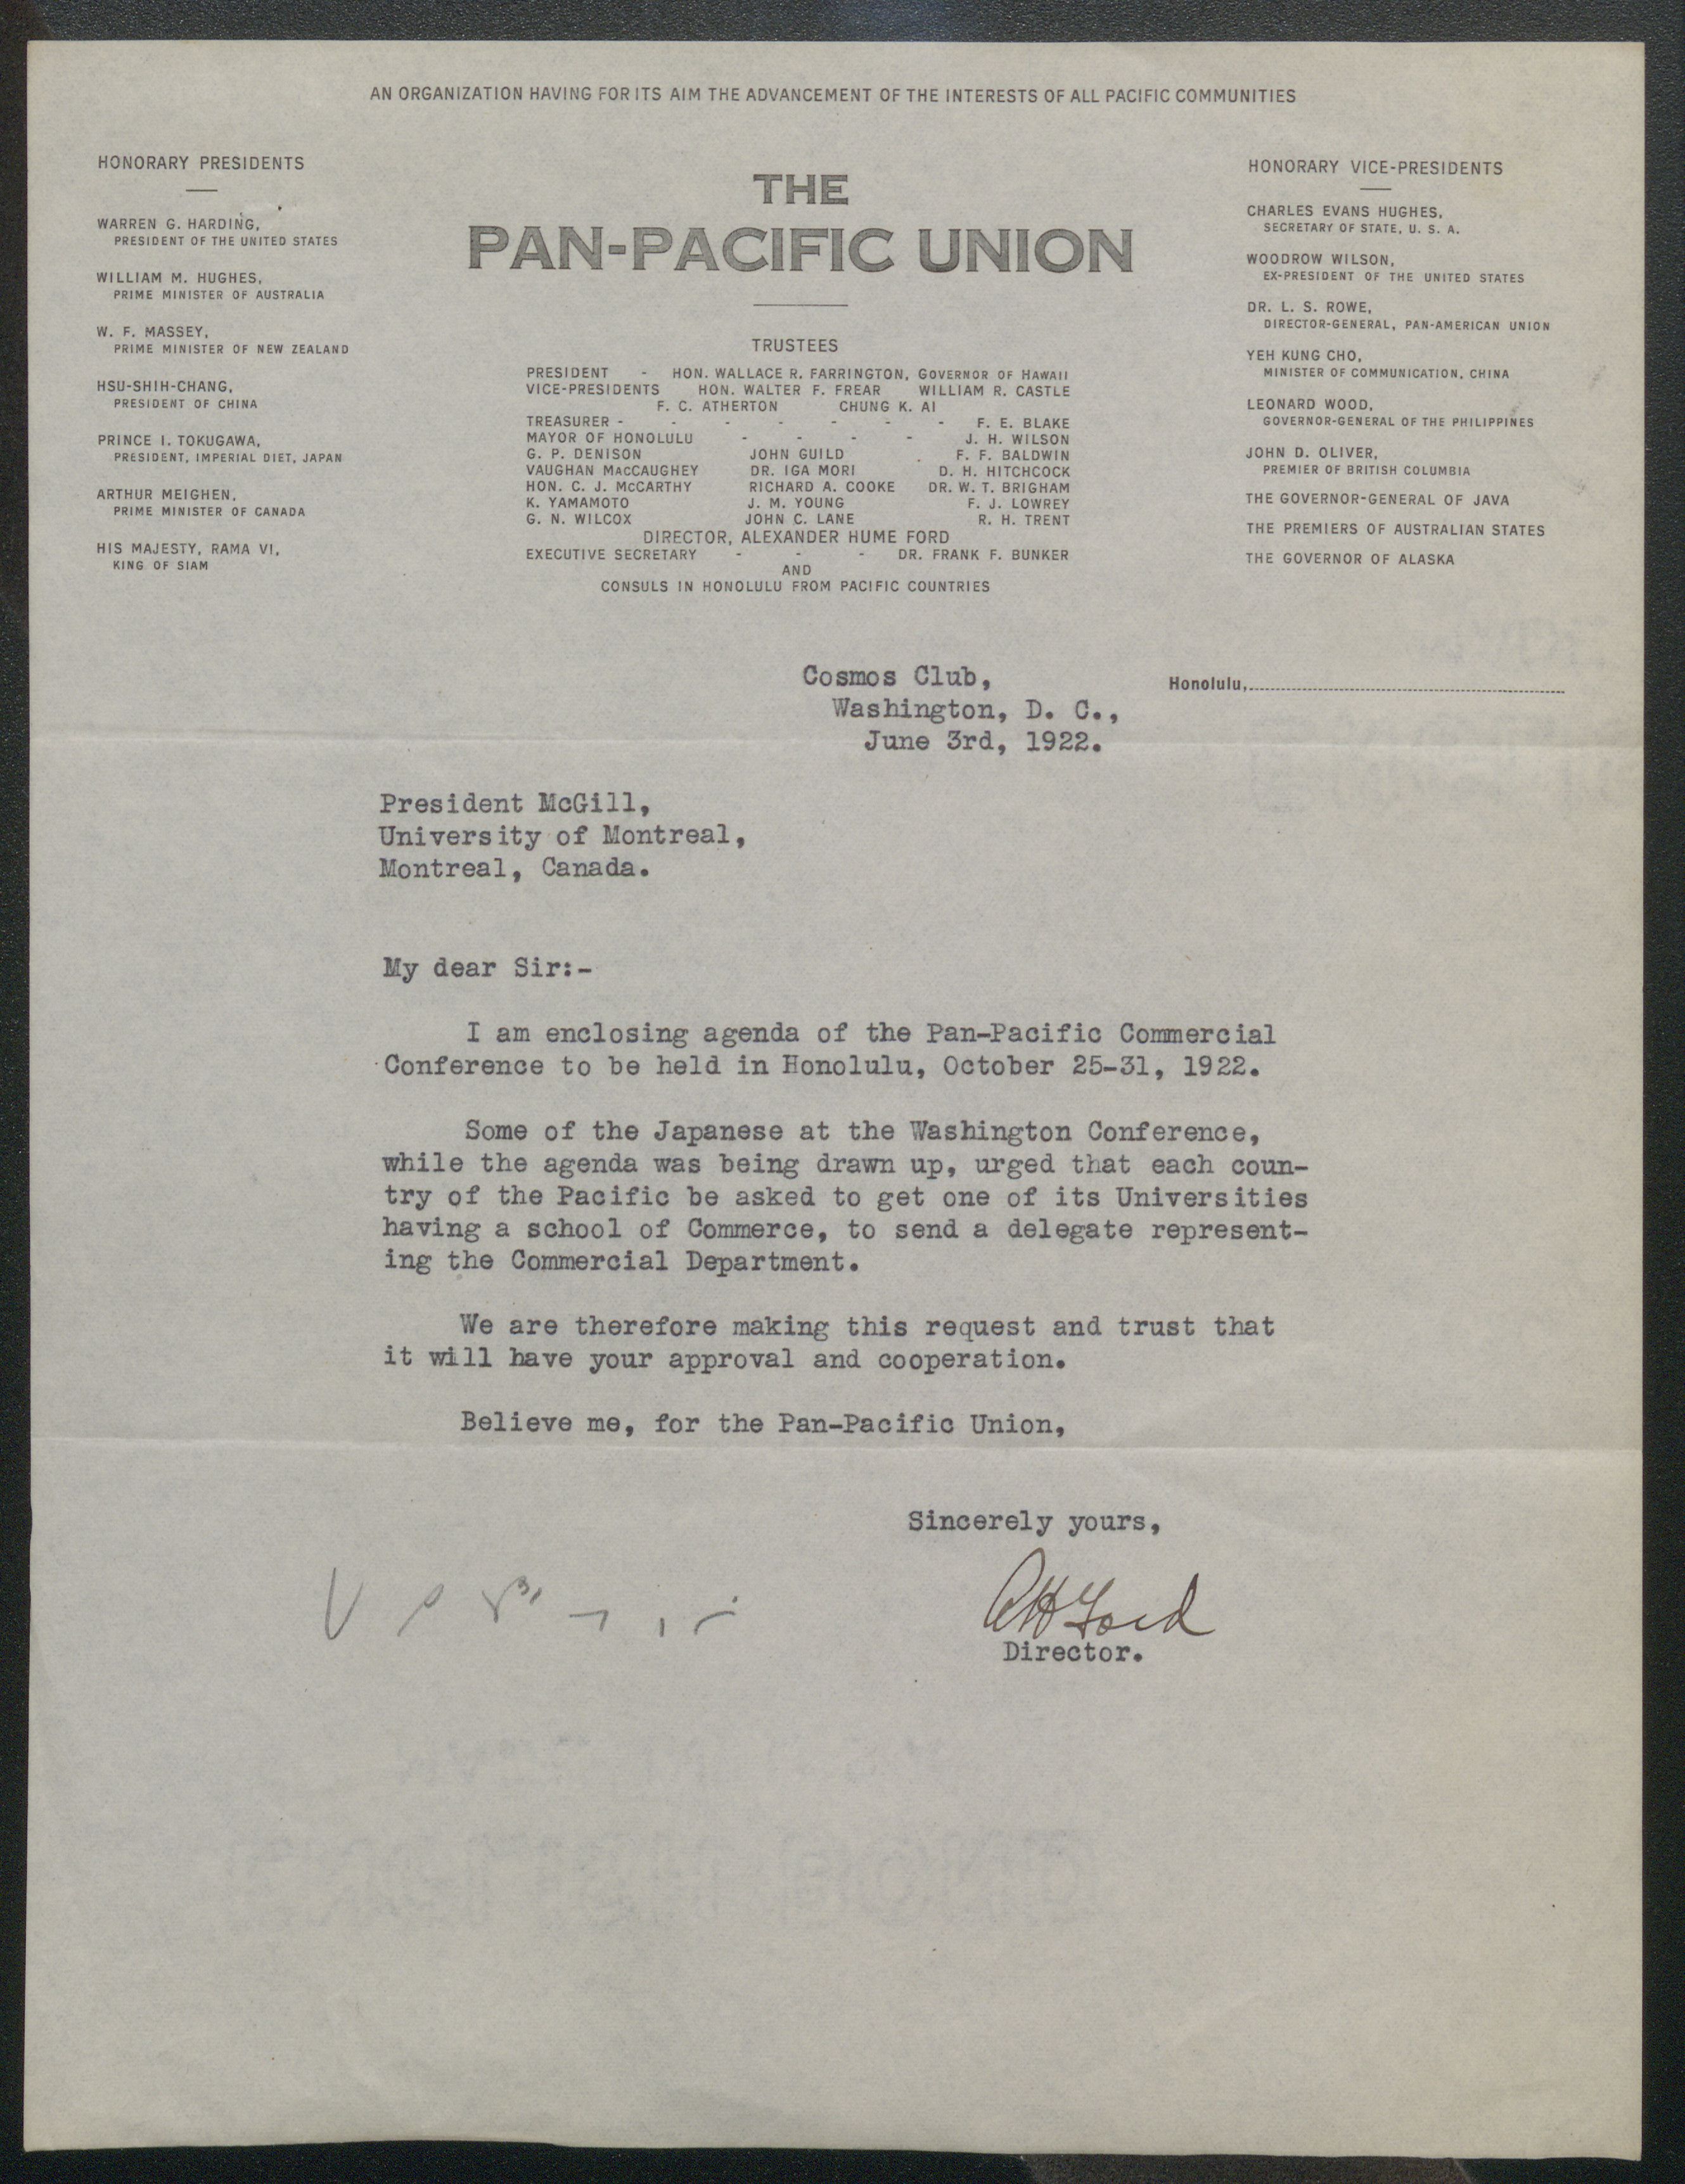 AN ORGANIZATION HAVING FOR ITS AIM THE ADVANCEMENT OF THE INTERESTS OF ALL PACIFIC COMMUNITIES
HONORARY PRESIDENTS
WARREN G. HARDING,
PRESIDENT OF THE UNITED STATES
WILLIAM M. HUGHES,
PRIME MINISTER OF AUSTRALIA
W. F. MASSEY,
PRIME MINISTER OF NEW ZEALAND
HSU-SHIH-CHANG,
PRESIDENT OF CHINA
PRINCE I. TOKUGAWA,
PRESIDENT, IMPERIAL DIET, JAPAN
ARTHUR MEIGHEN,
PRIME MINISTER OF CANADA
HIS MAJESTY, RAMA VI,
KING OF SIAM
THE
PAN-PACIFIC UNION
TRUSTEES
PRESIDENT - HON. WALLACE R. FARRINGTON, GOVERNOR OF HAWAII
VICE-PRESIDENTS HON. WALTER F. FREAR WILLIAM R. CASTLE
F. C. ATHERTON CHUNG K. AI
TREASURER - - - - - - - F. E. BLAKE
MAYOR OF HONOLULU - - - - J. H. WILSON
G. P. DENISON JOHN GUILD F. F. BALDWIN
VAUGHAN MACCAUGHEY DR. IGA MORI D. H. HITCHCOCK
HON. C. J. MCCARTHY RICHARD A. COOKE DR. W. T. BRIGHAM
K. YAMAMOTO J. M. YOUNG F. J. LOWREY
G. N. WILCOX JOHN C. LANE R. H. TRENT
DIRECTOR, ALEXANDER HUME FORD
EXECUTIVE SECRETARY - - - DR. FRANK F. BUNKER
AND
CONSULS IN HONOLULU FROM PACIFIC COUNTRIES
HONORARY VICE-PRESIDENTS
CHARLES EVANS HUGHES,
SECRETARY OF STATE, U. S. A.
WOODROW WILSON,
EX-PRESIDENT OF THE UNITED STATES
DR. L. S. ROWE,
DIRECTOR-GENERAL, PAN-AMERICAN UNION
YEH KUNG CHO,
MINISTER OF COMMUNICATION, CHINA
LEONARD WOOD,
GOVERNOR-GENERAL OF THE PHILIPPINES
JOHN D. OLIVER,
PREMIER OF BRITISH COLUMBIA
THE GOVERNOR-GENERAL OF JAVA
THE PREMIERS OF AUSTRALIAN STATES
THE GOVERNOR OF ALASKA
Honolulu,
Cosmos Club,
Washington, D. C.,
June 3rd, 1922.
President McGill,
University of Montreal,
Montreal, Canada.
My dear Sir:-
I am enclosing agenda of the Pan-Pacific Commercial
Conference to be held in Honolulu, October 25-31, 1922.
Some of the Japanese at the Washington Conference,
while the agenda was being drawn up, urged that each coun-
try of the Pacific be asked to get one of its Universities
having a school of Commerce, to send a delegate represent-
ing the Commercial Department.
We are therefore making this request and trust that
it will have your approval and cooperation.
Believe me, for the Pan-Pacific Union,
Sincerely yours,
AHFord
Director.